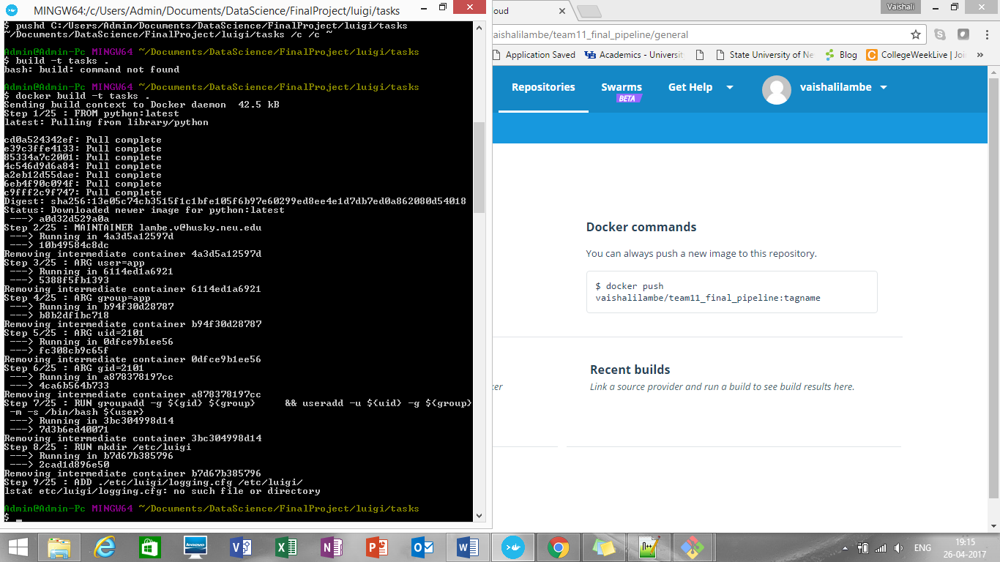 MINGW64:/c/Users/Admin/Documents/DataScience/FinalProject/luigi/tasks
$ pushd C:/Users/Admin/Documents/DataScience/FinalProject/luigi/tasks
~/Documents/DataScience/FinalProject/luigi/tasks /c /c ~
Admin@Admin-Pc MINGW64 ~/Documents/DataScience/FinalProject/luigi/tasks
$ build -t tasks .
bash: build: command not found
Admin@Admin-Pc MINGW64 ~/Documents/DataScience/FinalProject/luigi/tasks
$ docker build -t tasks .
Sending build context to Docker daemon  42.5 kB
Step 1/25 : FROM python:latest
latest: Pulling from library/python
cd0a524342ef: Pull complete
e39c3ffe4133: Pull complete
85334a7c2001: Pull complete
4c546d9d6a84: Pull complete
a2eb12d55dae: Pull complete
6eb4f90c094f: Pull complete
c9fff2c9f747: Pull complete
Digest: sha256:13e05c74cb3515f1c1bfe105f6b97e60299ed8ee4e1d7db7ed0a862080d54018
Status: Downloaded newer image for python:latest
 ---> a0d32d529a0a
Step 2/25 : MAINTAINER lambe.v@husky.neu.edu
 ---> Running in 4a3d5a12597d
 ---> 10b49584c8dc
Removing intermediate container 4a3d5a12597d
Step 3/25 : ARG user=app
 ---> Running in 6114ed1a6921
 ---> 5388f5fb1393
Removing intermediate container 6114ed1a6921
Step 4/25 : ARG group=app
 ---> Running in b94f30d28787
 ---> b8b2df1bc718
Removing intermediate container b94f30d28787
Step 5/25 : ARG uid=2101
 ---> Running in 0dfce9b1ee56
 ---> fc308cb9c65f
Removing intermediate container 0dfce9b1ee56
Step 6/25 : ARG gid=2101
 ---> Running in a878378197cc
 ---> 4ca6b564b733
Removing intermediate container a878378197cc
Step 7/25 : RUN groupadd -g ${gid} ${group}     && useradd -u ${uid} -g ${group}
 -m -s /bin/bash ${user}
 ---> Running in 3bc304998d14
 ---> 7d3b6ed40071
Removing intermediate container 3bc304998d14
Step 8/25 : RUN mkdir /etc/luigi
 ---> Running in b7d67b385796
 ---> 2cad1d896e50
Removing intermediate container b7d67b385796
Step 9/25 : ADD ./etc/luigi/logging.cfg /etc/luigi/
lstat etc/luigi/logging.cfg: no such file or directory
Admin@Admin-Pc MINGW64 ~/Documents/DataScience/FinalProject/luigi/tasks
$
oud
Vaishali
aishalilambe/team11_final_pipeline/general
Application Saved
Academics - Universit
State University of Ne
Blog
CollegeWeekLive | Joi
»
Repositories
Swarms
BETA
Get Help
vaishalilambe
Docker commands
You can always push a new image to this repository.
$ docker push
vaishalilambe/team11_final_pipeline:tagname
Recent builds
ker
Link a source provider and run a build to see build results here.
lenovo
ENG
19:15
26-04-2017